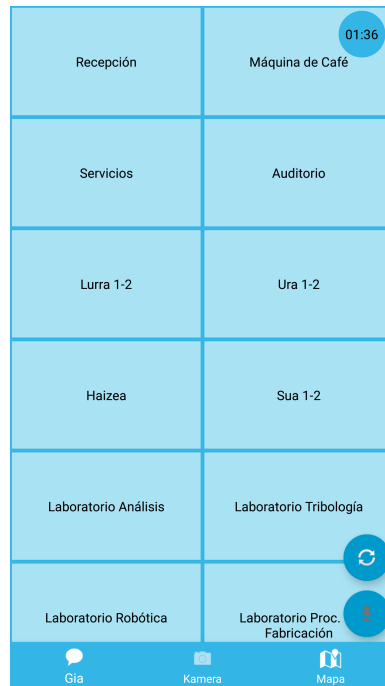 01:36
Recepción
Máquina de Café
Servicios
Auditorio
Lurra 1-2
Ura 1-2
Haizea
Sua 1-2
Laboratorio Análisis
Laboratorio Tribología
Laboratorio Robótica
Laboratorio Proc.
Fabricación
Gia
Kamera
Mapa